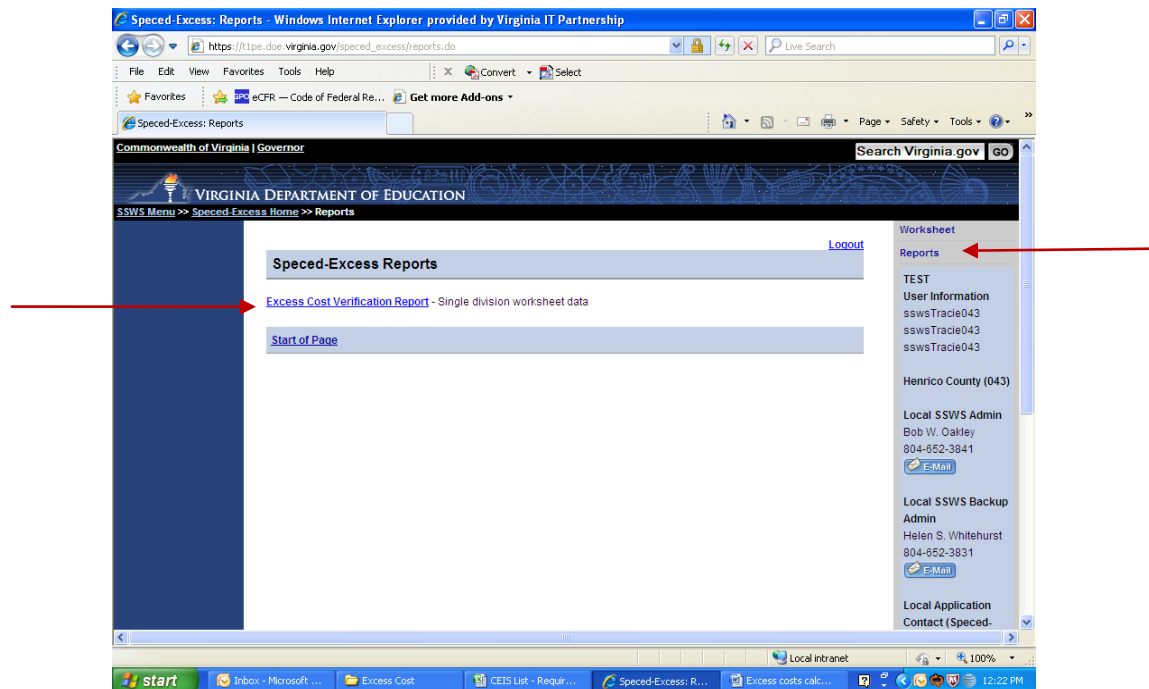 Speced-Excess: Reports - Windows Internet Explorer provided by Virginia IT Partnership
https://t1pe.doe.virginia.gov/speced_excess/reports.do
Live Search
File Edit View Favorites Tools Help
Convert Select
Favorites eCFR — Code of Federal Re... Get more Add-ons
Speced-Excess: Reports
Page Safety Tools »
Commonwealth of Virginia | Governor
Search Virginia.gov GO
VIRGINIA DEPARTMENT OF EDUCATION
SSWS Menu >> Speced-Excess Home >> Reports
Logout
Speced-Excess Reports
Excess Cost Verification Report - Single division worksheet data
Start of Page
Worksheet
Reports
TEST
User Information
sswsTracie043
sswsTracie043
sswsTracie043
Henrico County (043)
Local SSWS Admin
Bob W. Oakley
804-652-3841
E-Mail
Local SSWS Backup
Admin
Helen S. Whitehurst
804-652-3831
E-Mail
Local Application
Contact (Speced-
Local intranet
100%
start
Inbox - Microsoft ...
Excess Cost
CEIS List - Requir...
Speced-Excess: R...
Excess costs calc...
12:22 PM